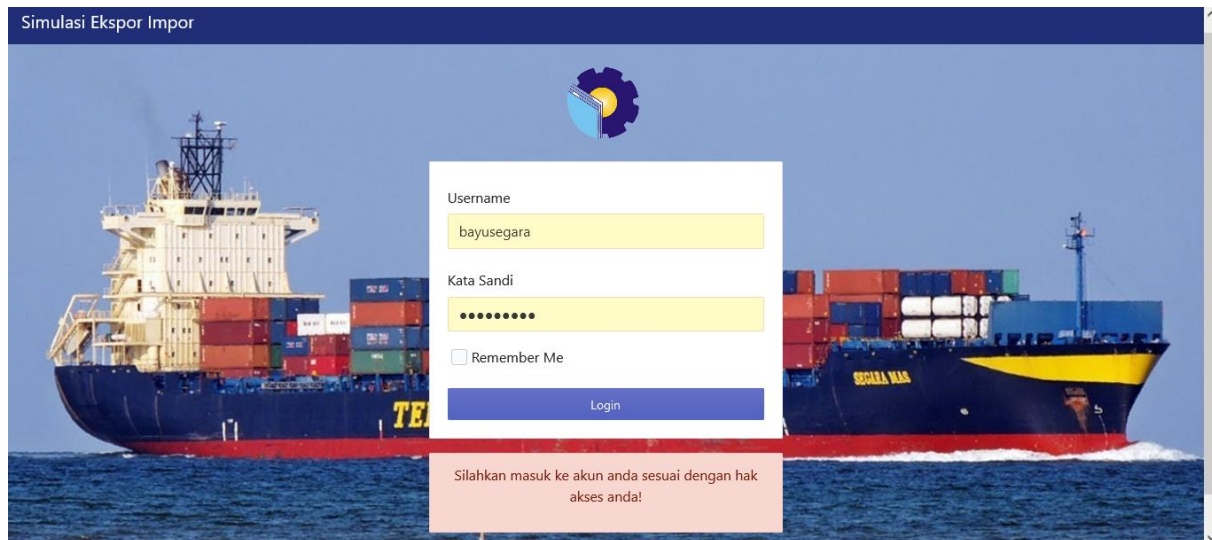 Simulasi Ekspor Impor
Username
bayusegara
Kata Sandi
•••••••••
Remember Me
Login
SEGARA MAS
TE
Silahkan masuk ke akun anda sesuai dengan hak
akses anda!